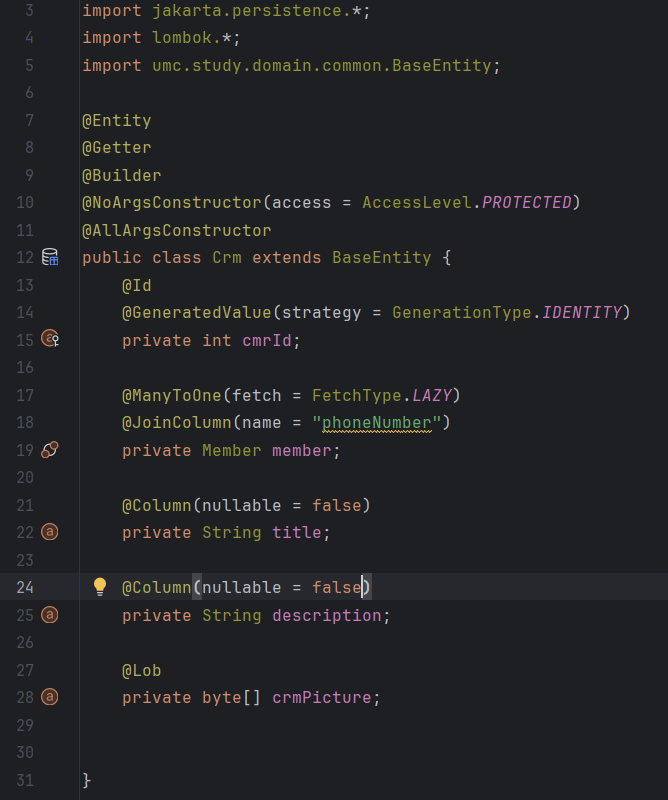 3 import jakarta.persistence.*;
4 import lombok.*;
5 import umc.study.domain.common.BaseEntity;
6
7 @Entity
8 @Getter
9 @Builder
10 @NoArgsConstructor(access = AccessLevel.PROTECTED)
11 @AllArgsConstructor
12 public class Crm extends BaseEntity {
13     @Id
14     @GeneratedValue(strategy = GenerationType.IDENTITY)
15     private int cmrId;
16
17     @ManyToOne(fetch = FetchType.LAZY)
18     @JoinColumn(name = "phoneNumber")
19     private Member member;
20
21     @Column(nullable = false)
22     private String title;
23
24     @Column(nullable = false)
25     private String description;
26
27     @Lob
28     private byte[] crmPicture;
29
30
31 }